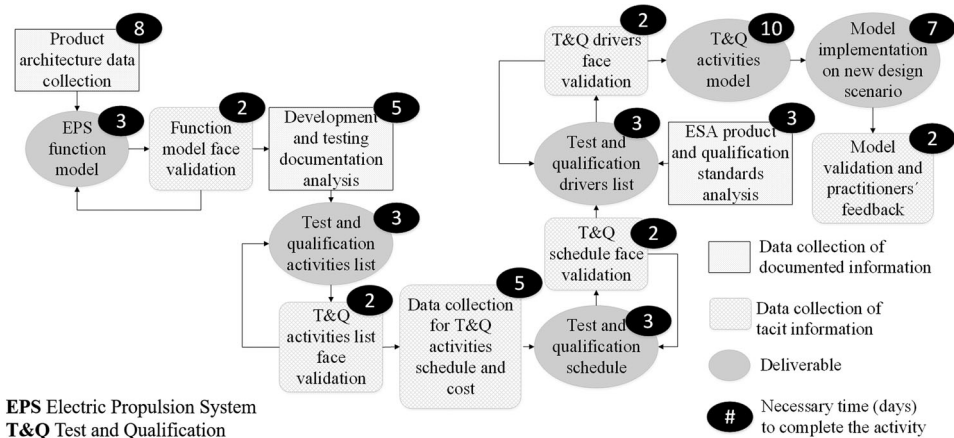 8
Product
architecture data
collection
3
EPS
function
model
2
Function
model face
validation
5
Development
and testing
documentation
analysis
3
Test and
qualification
activities list
2
T&Q
activities list
face
validation
5
Data collection
for T&Q
activities
schedule and
cost
3
Test and
qualification
schedule
2
T&Q
schedule face
validation
3
Test and
qualification
drivers list
3
ESA product
and qualification
standards
analysis
2
T&Q drivers
face
validation
10
T&Q
activities
model
7
Model
implementation
on new design
scenario
2
Model
validation and
practitioners´
feedback
Data collection of
documented information
Data collection of
tacit information
Deliverable
#
Necessary time (days)
to complete the activity
EPS Electric Propulsion System
T&Q Test and Qualification